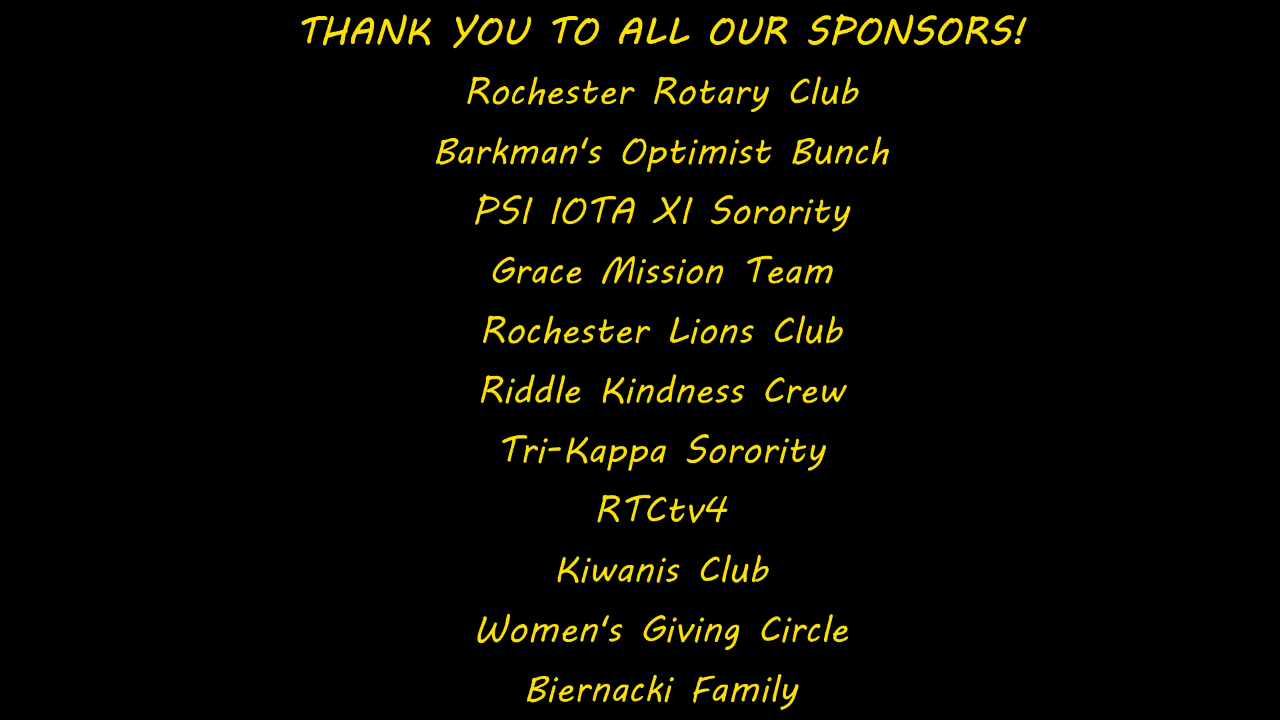 THANK YOU TO ALL OUR SPONSORS!
Rochester Rotary Club
Barkman's Optimist Bunch
PSI IOTA XI Sorority
Grace Mission Team
Rochester Lions Club
Riddle Kindness Crew
Tri-Kappa Sorority
RTCtv4
Kiwanis Club
Women's Giving Circle
Biernacki Family